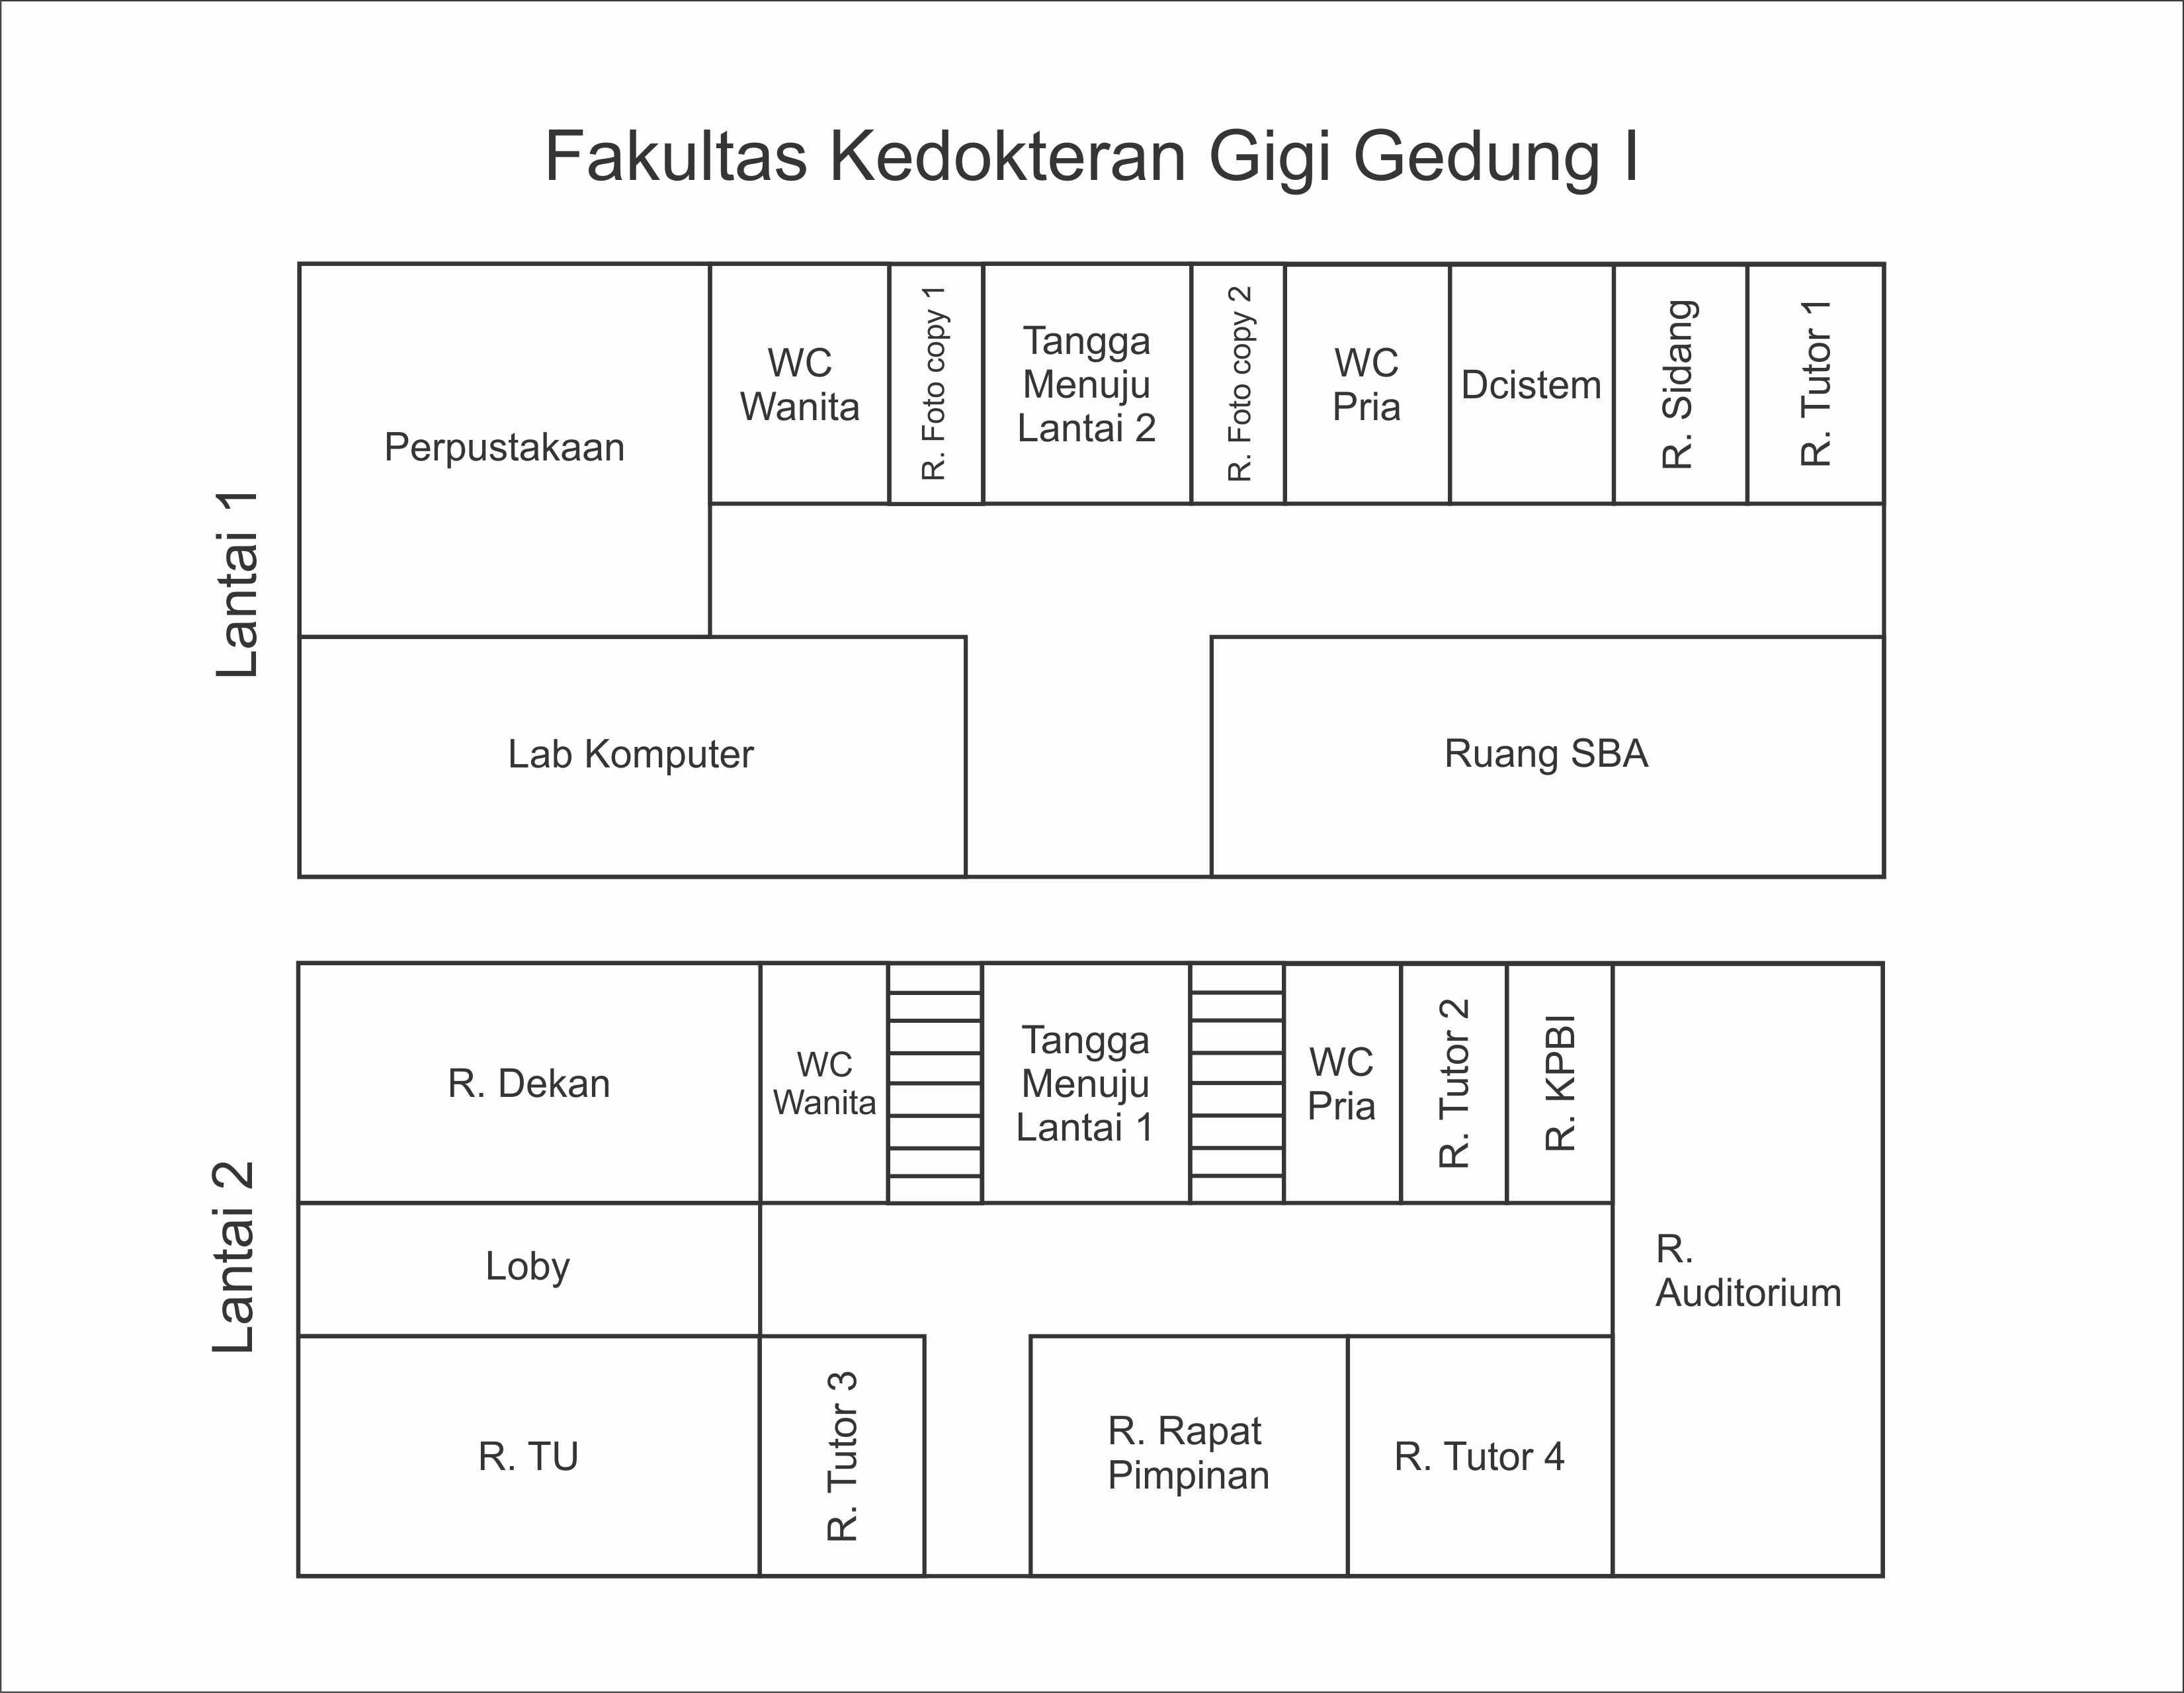 Fakultas Kedokteran Gigi Gedung I
Lantai 1
Perpustakaan
WC
Wanita
R. Foto copy 1
Tangga
Menuju
Lantai 2
R. Foto copy 2
WC
Pria
Dcistem
R. Sidang
R. Tutor 1
Lab Komputer
Ruang SBA
Lantai 2
R. Dekan
WC
Wanita
Tangga
Menuju
Lantai 1
WC
Pria
R. Tutor 2
R. KPBI
R.
Auditorium
Loby
R. TU
R. Tutor 3
R. Rapat
Pimpinan
R. Tutor 4